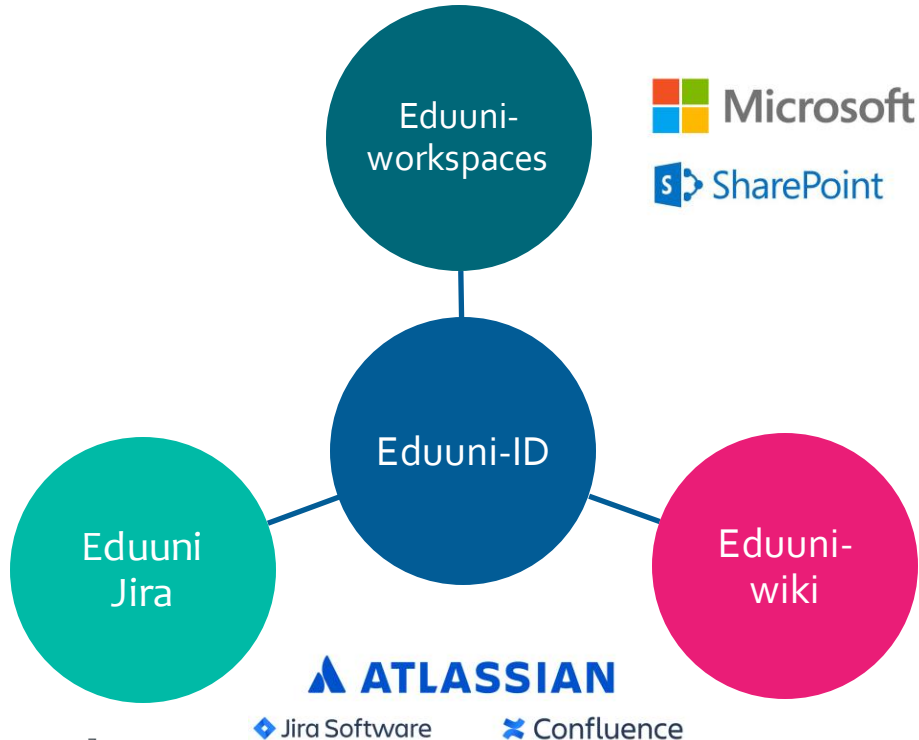 Eduuni-
workspaces
Microsoft
SharePoint
Eduuni-ID
Eduuni
Jira
Eduuni-
wiki
ATLASSIAN
Jira Software
Confluence